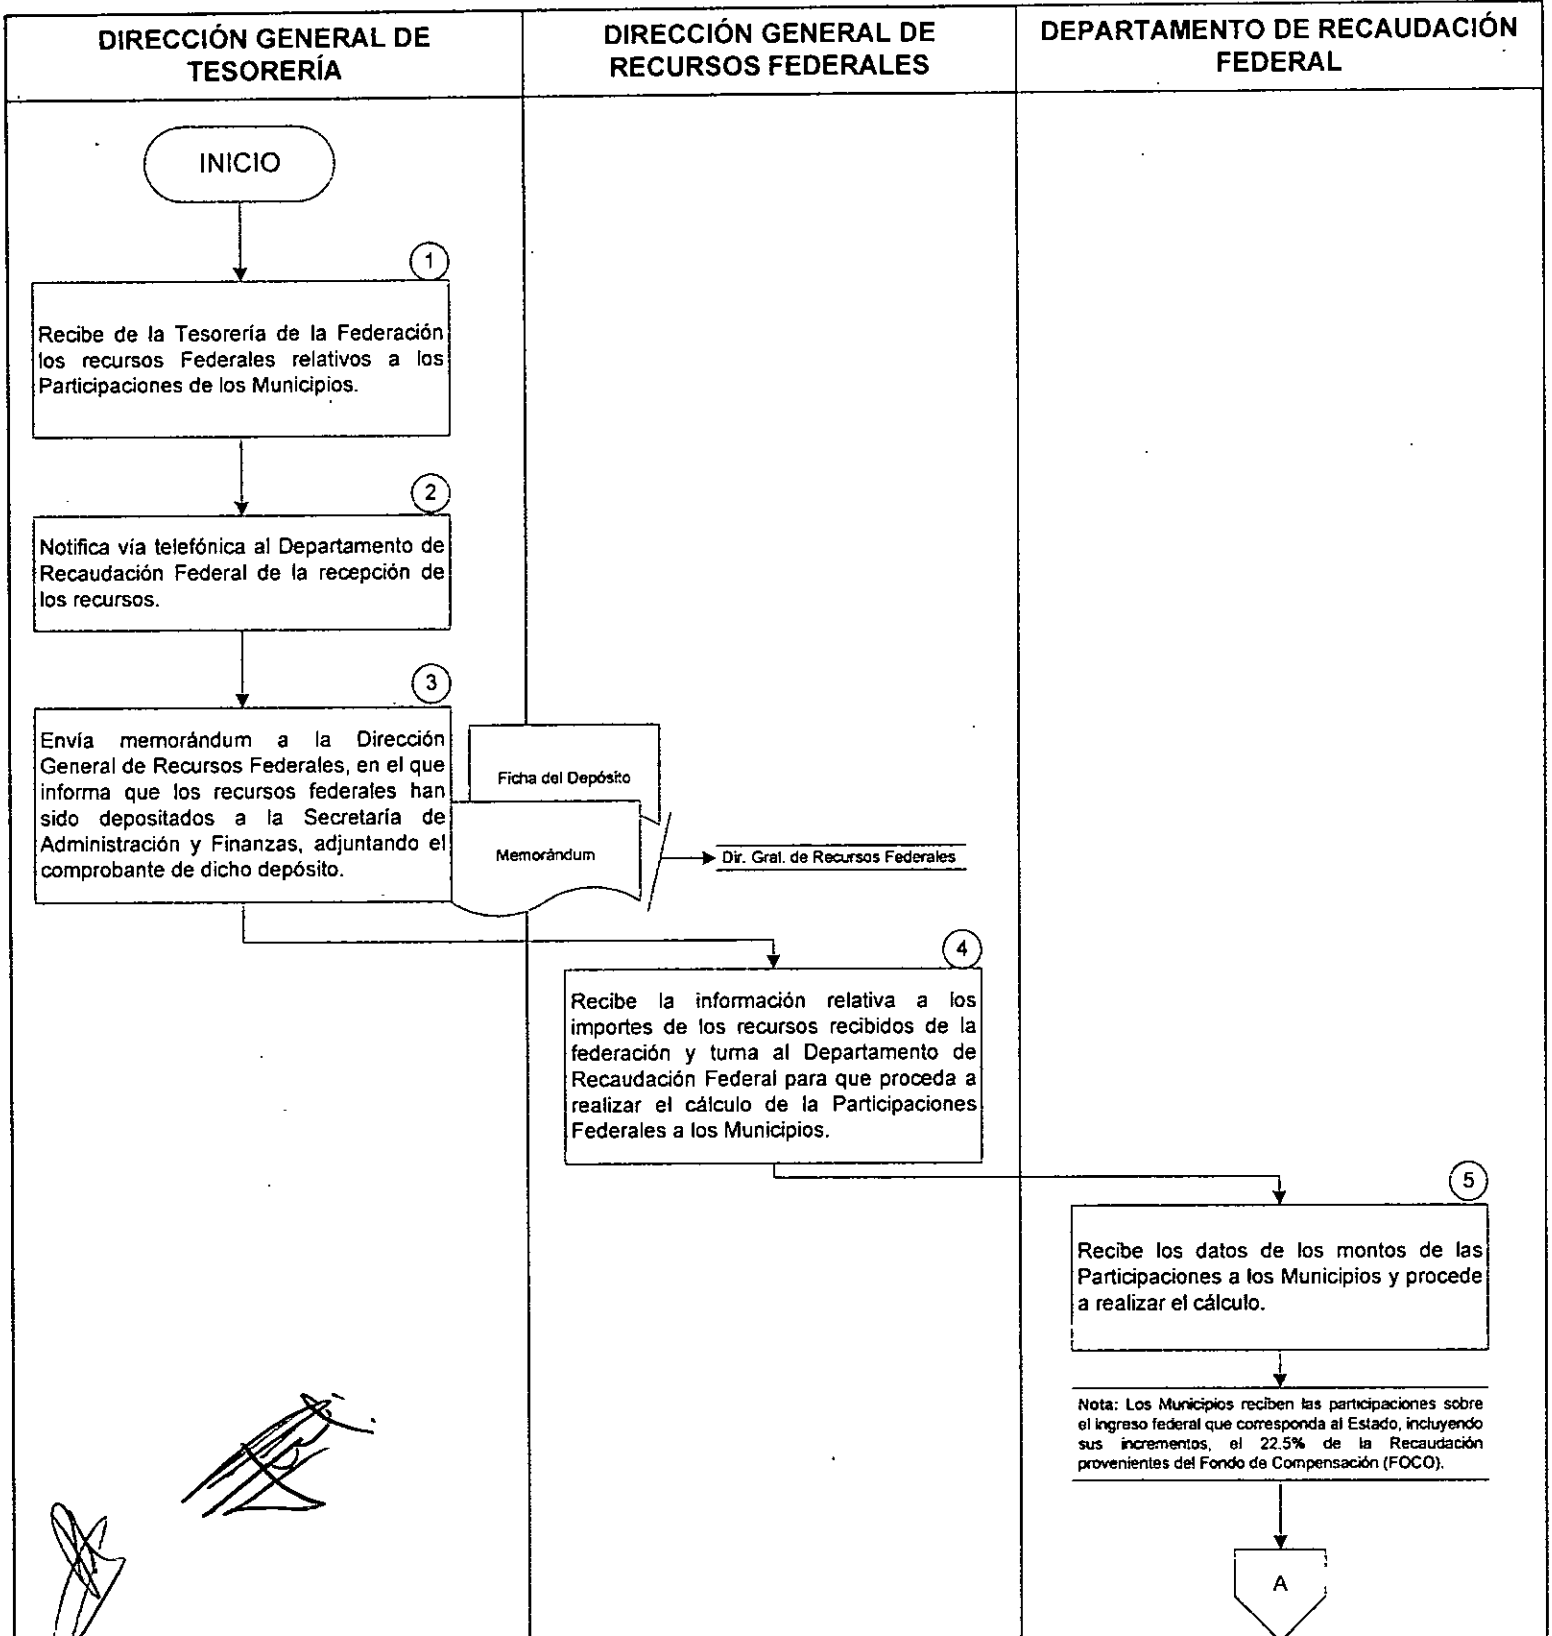 DIRECCIÓN GENERAL DE
TESORERÍA
DIRECCIÓN GENERAL DE
RECURSOS FEDERALES
DEPARTAMENTO DE RECAUDACIÓN
FEDERAL
INICIO
1
Recibe de la Tesorería de la Federación
los recursos Federales relativos a los
Participaciones de los Municipios.
2
Notifica vía telefónica al Departamento de
Recaudación Federal de la recepción de
los recursos.
3
Envía memorándum a la Dirección
General de Recursos Federales, en el que
informa que los recursos federales han
sido depositados a la Secretaría de
Administración y Finanzas, adjuntando el
comprobante de dicho depósito.
Ficha del Depósito
Memorándum
Dir. Gral. de Recursos Federales
4
Recibe la información relativa a los
importes de los recursos recibidos de la
federación y turna al Departamento de
Recaudación Federal para que proceda a
realizar el cálculo de la Participaciones
Federales a los Municipios.
5
Recibe los datos de los montos de las
Participaciones a los Municipios y procede
a realizar el cálculo.
Nota: Los Municipios reciben las participaciones sobre
el ingreso federal que corresponda al Estado, incluyendo
sus incrementos, el 22.5% de la Recaudación
provenientes del Fondo de Compensación (FOCO).
A